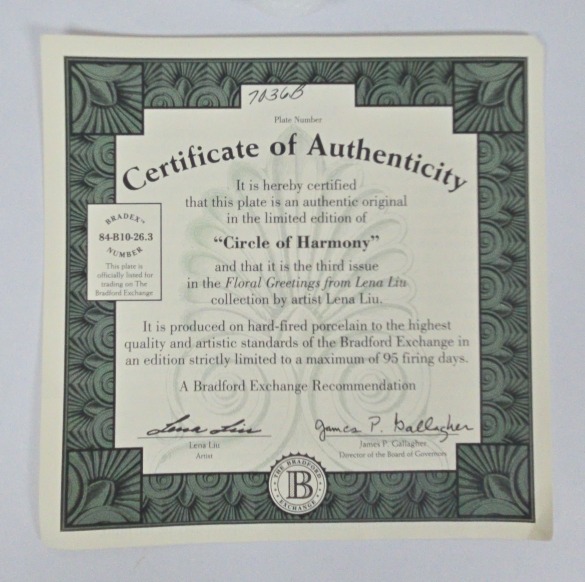 7036B
Plate Number
Certificate of Authenticity
It is hereby certified
that this plate is an authentic original
in the limited edition of
“Circle of Harmony”
and that it is the third issue
in the Floral Greetings from Lena Liu
collection by artist Lena Liu.
BRADEX™
84-B10-26.3
NUMBER
This plate is
officially listed for
trading on The
Bradford Exchange
It is produced on hard-fired porcelain to the highest
quality and artistic standards of the Bradford Exchange in
an edition strictly limited to a maximum of 95 firing days.
A Bradford Exchange Recommendation
Lena Liu
James P. Gallagher
Lena Liu
Artist
James P. Gallagher
Director of the Board of Governors
THE BRADFORD
B
EXCHANGE